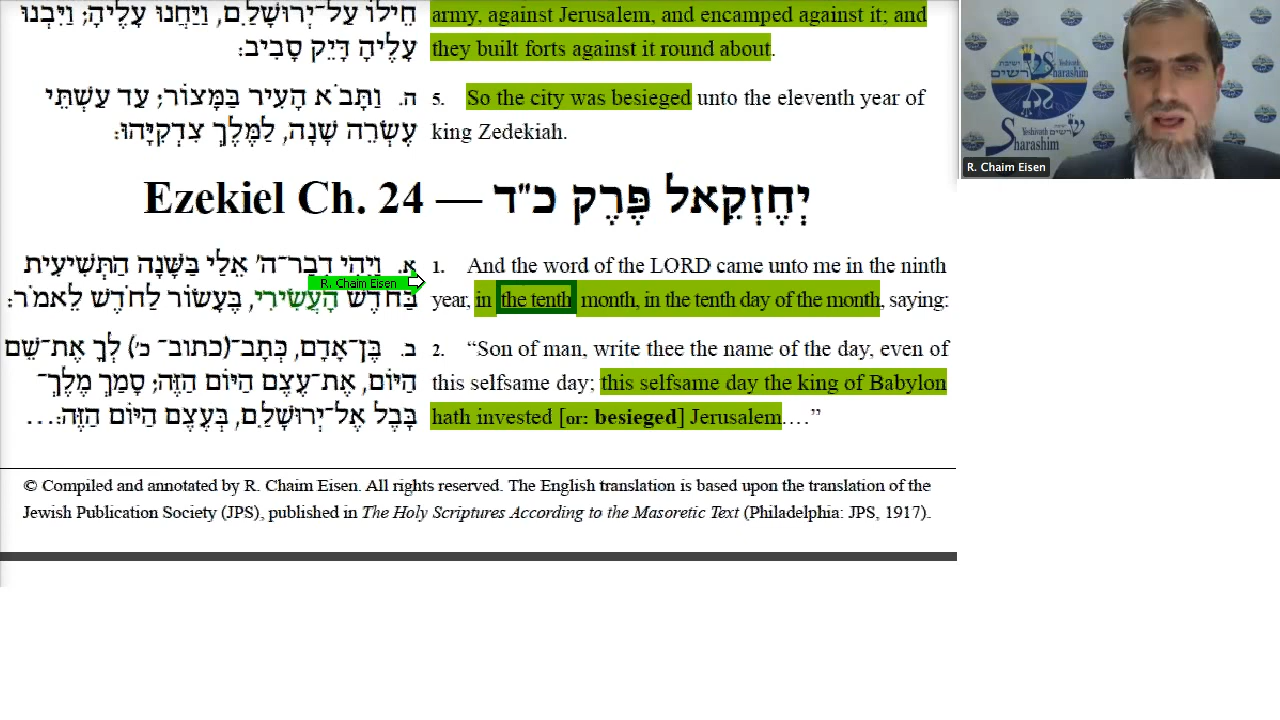 חֵילוֹ עַל־יְרוּשָׁלַ͏ִם, וַיַּחֲנוּ עָלֶיהָ; וַיִּבְנוּ
עָלֶיהָ דָּיֵק סָבִיב:
army, against Jerusalem, and encamped against it; and
they built forts against it round about.
ה. וַתָּבֹא הָעִיר בַּמָּצוֹר; עַד עַשְׁתֵּי
עֶשְׂרֵה שָׁנָה, לַמֶּלֶךְ צִדְקִיָּהוּ:
5. So the city was besieged unto the eleventh year of
king Zedekiah.
Ezekiel Ch. 24 — יְחֶזְקֵאל פֶּרֶק כ"ד
א. וַיְהִי דְבַר־ה' אֵלַי בַּשָּׁנָה הַתְּשִׁיעִית
בַּחֹדֶשׁ הָעֲשִׂירִי, בֶּעָשׂוֹר לַחֹדֶשׁ לֵאמֹר:
R. Chaim Eisen
1. And the word of the LORD came unto me in the ninth
year, in the tenth month, in the tenth day of the month, saying:
ב. בֶּן־אָדָם, כְּתָב־(כתוב־ כ') לְךָ אֶת־שֵׁם
הַיּוֹם, אֶת־עֶצֶם הַיּוֹם הַזֶּה; סָמַךְ מֶלֶךְ־
בָּבֶל אֶל־יְרוּשָׁלַ͏ִם, בְּעֶצֶם הַיּוֹם הַזֶּה:...
2. “Son of man, write thee the name of the day, even of
this selfsame day; this selfsame day the king of Babylon
hath invested [or: besieged] Jerusalem....”
© Compiled and annotated by R. Chaim Eisen. All rights reserved. The English translation is based upon the translation of the
Jewish Publication Society (JPS), published in The Holy Scriptures According to the Masoretic Text (Philadelphia: JPS, 1917).
ישיבת
שרשים
Yeshivath
Sharashim
R. Chaim Eisen